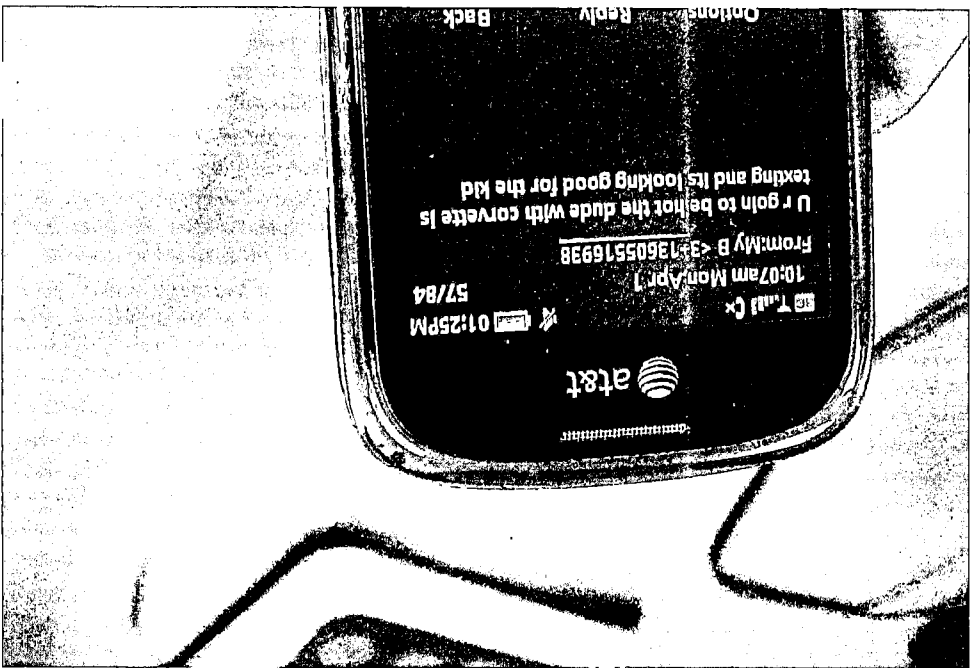 at&t
3G Cx 01:25PM
10:07am Mon,Apr 1 57/84
From:My B <3+13605516938
U r goin to be hot the dude with corvette is
texting and its looking good for the kid
Options Reply Back